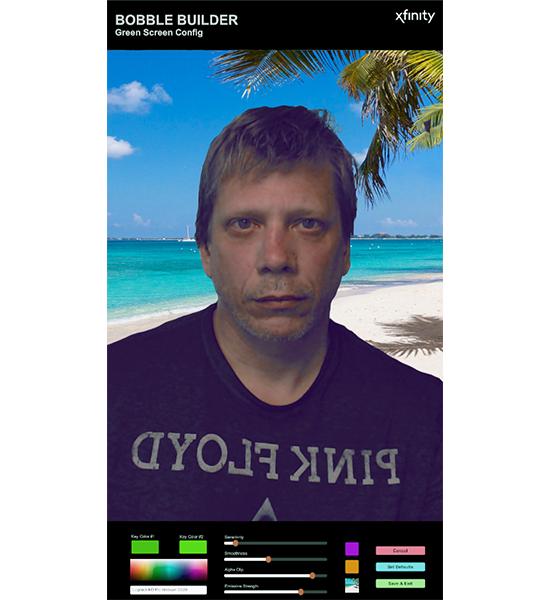 BOBBLE BUILDER
xfinity
Green Screen Config
PINK FLOYD
Key Color #1
Key Color #2
Sensitivity
Smoothness
Alpha Clip
Emissive Strength
Cancel
Set Defaults
Save & Exit